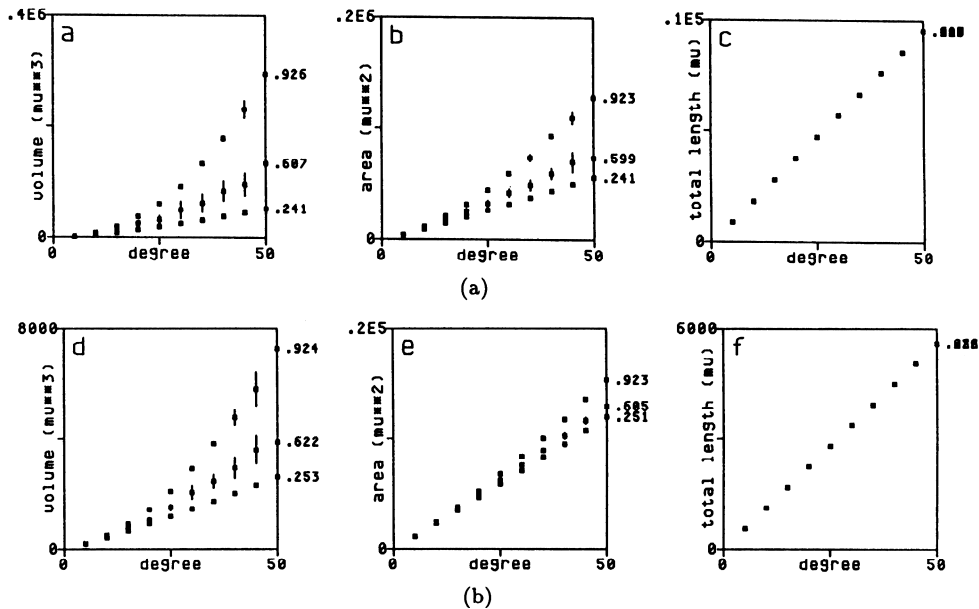 .4E6
a
volume (mu**3)
.926
.607
.241
0
0
degree
50
.2E6
b
area (mu**2)
.923
.599
.241
0
0
degree
50
.1E5
c
total length (mu)
0
0
degree
50
(a)
8000
d
volume (mu**3)
.924
.622
.253
0
0
degree
50
.2E5
e
area (mu**2)
.923
.605
.251
0
0
degree
50
6000
f
total length (mu)
0
0
degree
50
(b)